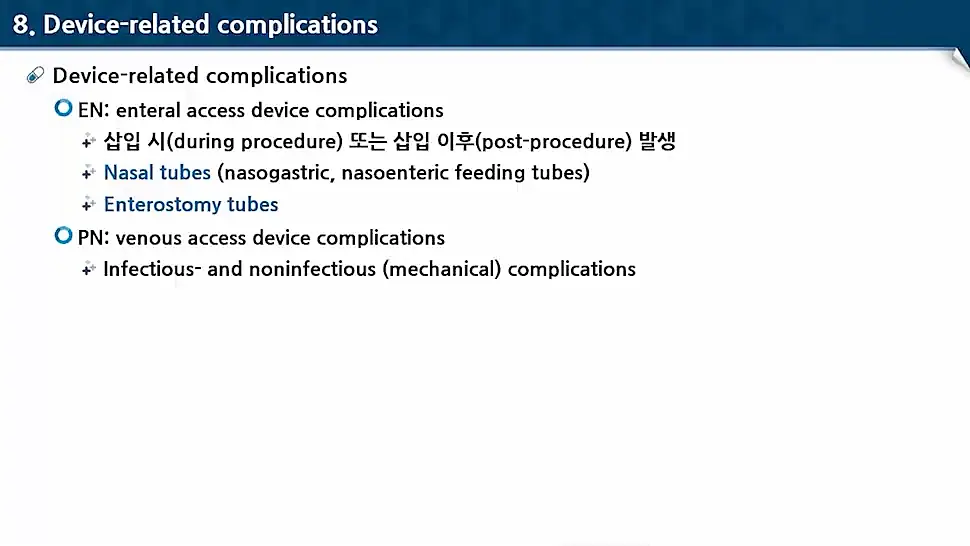 8. Device-related complications
Device-related complications
EN: enteral access device complications
삽입 시(during procedure) 또는 삽입 이후(post-procedure) 발생
Nasal tubes (nasogastric, nasoenteric feeding tubes)
Enterostomy tubes
PN: venous access device complications
Infectious- and noninfectious (mechanical) complications